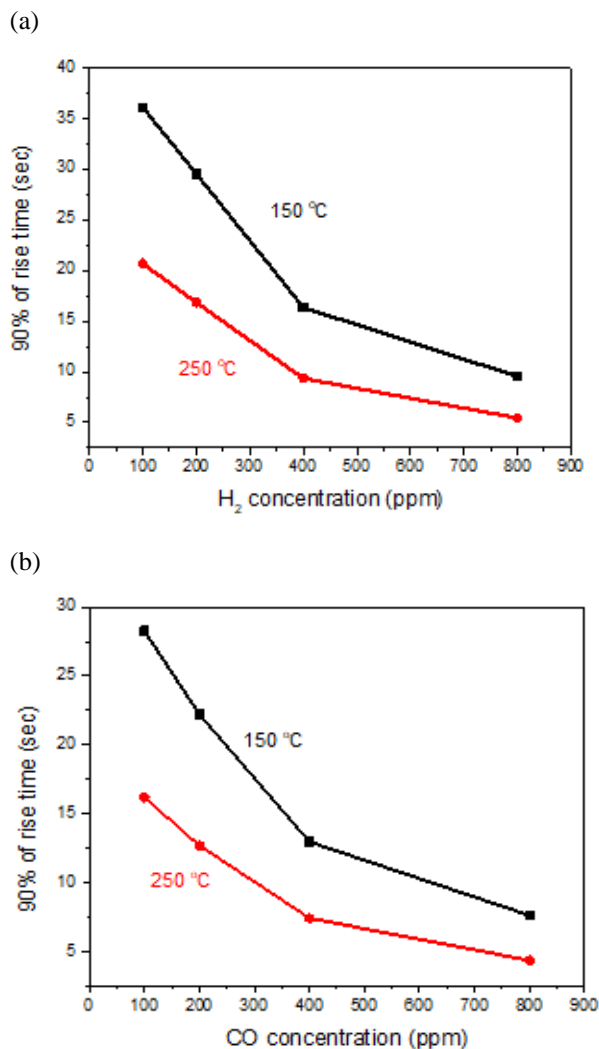 (a)
40
35
30
25
20
15
10
5
90% of rise time (sec)
150 °C
250 °C
0 100 200 300 400 500 600 700 800 900
H₂ concentration (ppm)
(b)
30
25
20
15
10
5
90% of rise time (sec)
150 °C
250 °C
0 100 200 300 400 500 600 700 800 900
CO concentration (ppm)